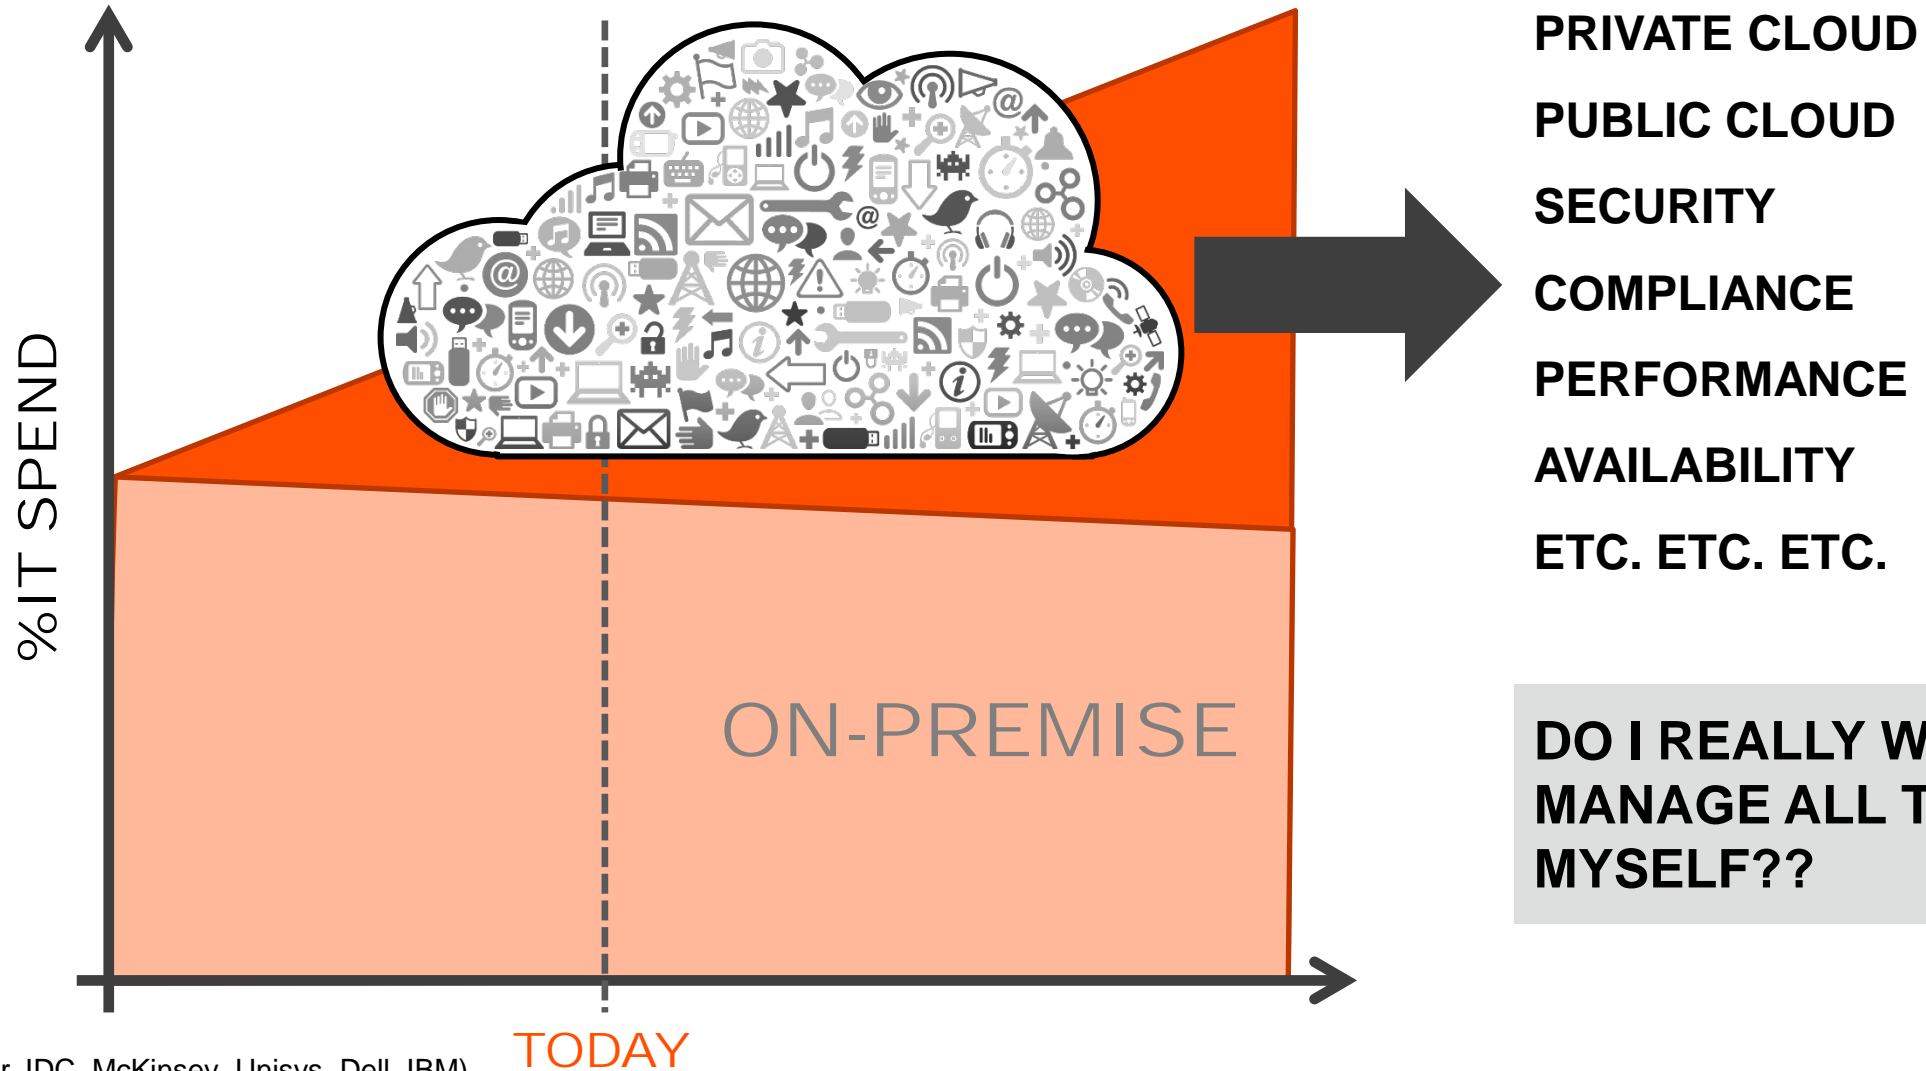 PRIVATE CLOUD
PUBLIC CLOUD
SECURITY
COMPLIANCE
PERFORMANCE
AVAILABILITY
ETC. ETC. ETC.
%IT SPEND
ON-PREMISE
DO I REALLY W
MANAGE ALL T
MYSELF??
TODAY
r, IDC, McKinsey, Unisys, Dell, IBM)